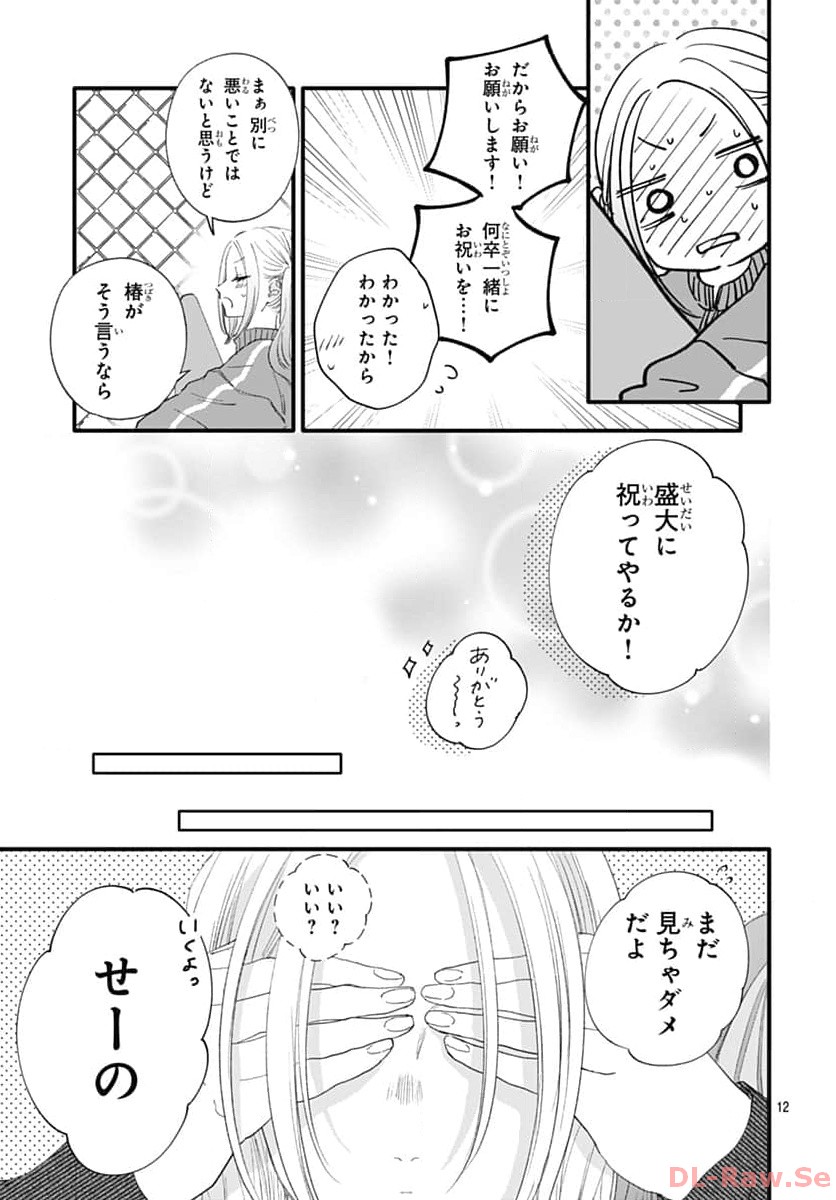 だからお願い!
お願いします!
何卒一緒に
お祝いを…!
わかった!
わかったから
まぁ 別に
悪いことでは
ないと思うけど
椿が
そう言うなら
盛大に
祝ってやるか!
ありがとう
〜〜っ
まだ
見ちゃダメ
だよ
いい?
いい?
いくよっ
せーの
12
DL-Raw.Se